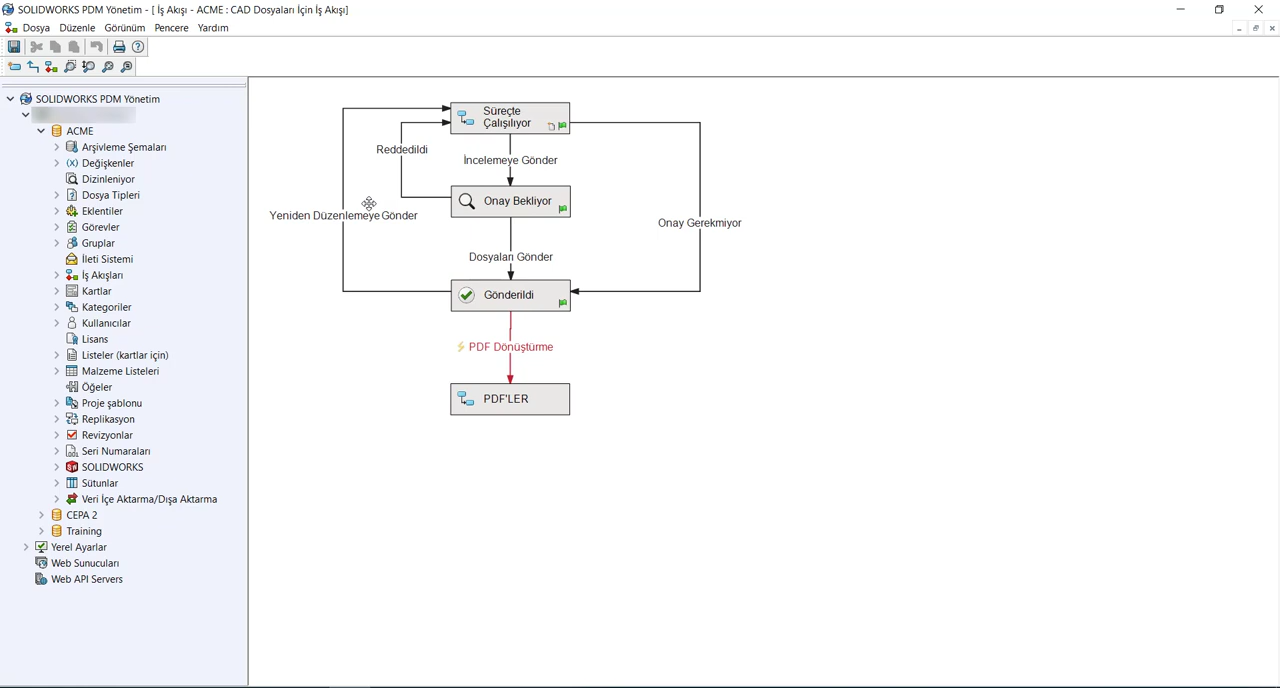 SOLIDWORKS PDM Yönetim - [ İş Akışı - ACME : CAD Dosyaları İçin İş Akışı]
Dosya Düzenle Görünüm Pencere Yardım
SOLIDWORKS PDM Yönetim
ACME
Arşivleme Şemaları
Değişkenler
Dizinleniyor
Dosya Tipleri
Eklentiler
Görevler
Gruplar
İleti Sistemi
İş Akışları
Kartlar
Kategoriler
Kullanıcılar
Lisans
Listeler (kartlar için)
Malzeme Listeleri
Öğeler
Proje şablonu
Replikasyon
Revizyonlar
Seri Numaraları
SOLIDWORKS
Sütunlar
Veri İçe Aktarma/Dışa Aktarma
CEPA 2
Training
Yerel Ayarlar
Web Sunucuları
Web API Servers
Süreçte
Çalışılıyor
Reddedildi
İncelemeye Gönder
Onay Bekliyor
Yeniden Düzenlemeye Gönder
Onay Gerekmiyor
Dosyaları Gönder
Gönderildi
PDF Dönüştürme
PDF'LER